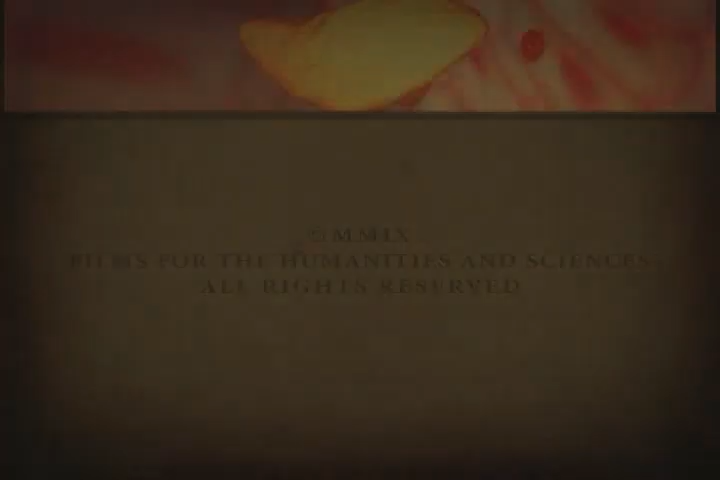 ©MMIX
FILMS FOR THE HUMANITIES AND SCIENCES
ALL RIGHTS RESERVED